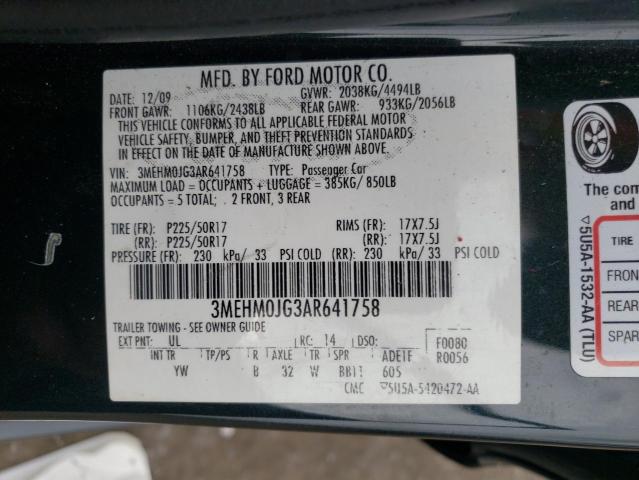 MFD. BY FORD MOTOR CO.
DATE: 12/09 GVWR: 2038KG/4494LB
FRONT GAWR: 1106KG/2438LB REAR GAWR: 933KG/2056LB
THIS VEHICLE CONFORMS TO ALL APPLICABLE FEDERAL MOTOR
VEHICLE SAFETY, BUMPER, AND THEFT PREVENTION STANDARDS
IN EFFECT ON THE DATE OF MANUFACTURE SHOWN ABOVE.
VIN: 3MEHM0JG3AR641758 TYPE: Passenger Car
MAXIMUM LOAD = OCCUPANTS + LUGGAGE = 385KG/ 850LB
OCCUPANTS = 5 TOTAL; 2 FRONT, 3 REAR
TIRE (FR): P225/50R17 RIMS (FR): 17X7.5J
(RR): P225/50R17 (RR): 17X7.5J
PRESSURE (FR): 230 kPa/ 33 PSI COLD (RR): 230 kPa/ 33 PSI COLD
3MEHM0JG3AR641758
TRAILER TOWING - SEE OWNER GUIDE
EXT PNT: UL RC: 14 DSO: F0080
INT TR TP/PS R AXLE TR SPR ADE1F R0056
YW B 32 W BB11 605
CMC ▽5U5A-5420472-AA
The com
and
▽5U5A-1532-AA (TLU)
TIRE
FRON
REAR
SPAR